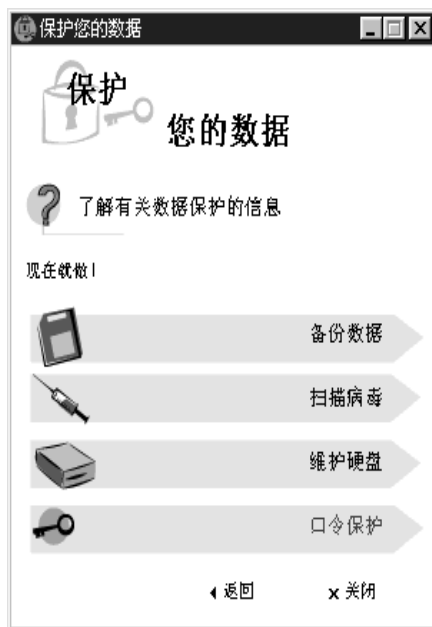 保护您的数据
保护
您的数据
了解有关数据保护的信息
现在就做!
备份数据
扫描病毒
维护硬盘
口令保护
返回
x 关闭